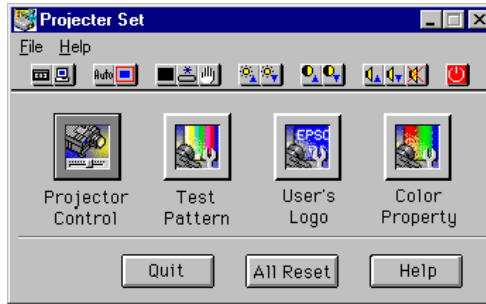 Projecter Set
File Help
Auto
EPSO
Projector Control
Test Pattern
User's Logo
Color Property
Quit All Reset Help